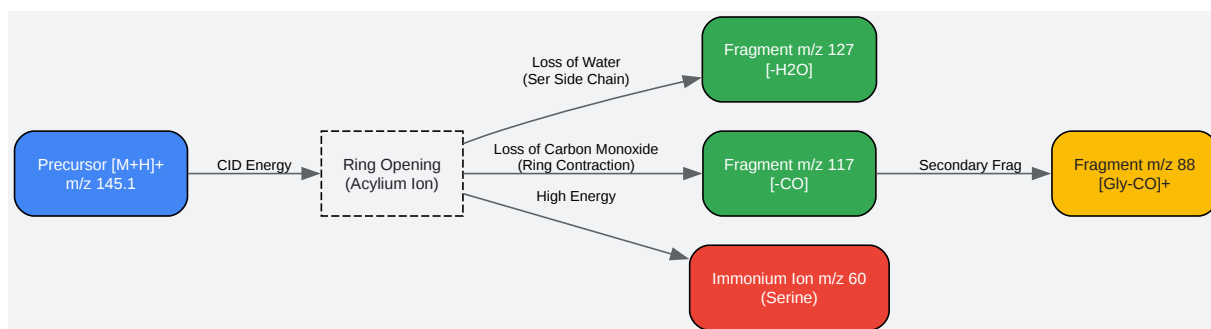 Precursor [M+H]+
m/z 145.1
CID Energy
Ring Opening
(Acylium Ion)
Loss of Water
(Ser Side Chain)
Fragment m/z 127
[-H2O]
Loss of Carbon Monoxide
(Ring Contraction)
Fragment m/z 117
[-CO]
Secondary Frag
Fragment m/z 88
[Gly-CO]+
High Energy
Immonium Ion m/z 60
(Serine)